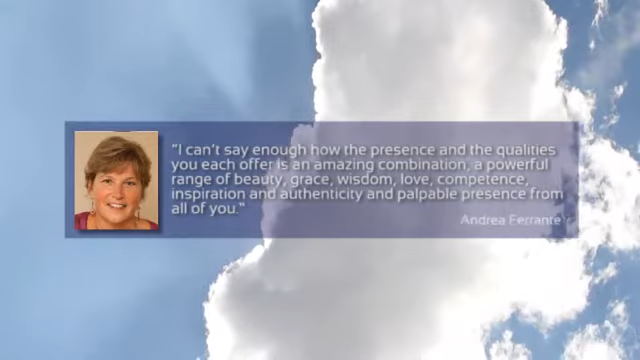 "I can't say enough how the presence and the qualities
you each offer is an amazing combination, a powerful
range of beauty, grace, wisdom, love, competence,
inspiration and authenticity and palpable presence from
all of you."
Andrea Ferrante